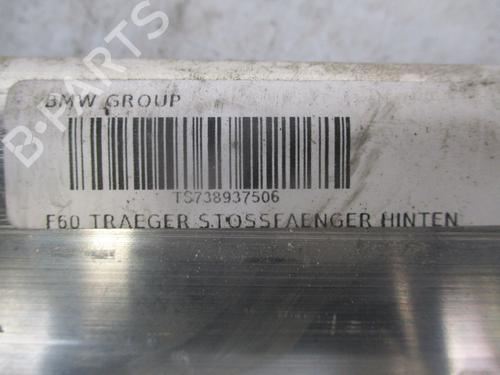 BMW GROUP
B-PARTS
TS738937506
F60 TRAEGER STOSSFAENGER HINTEN